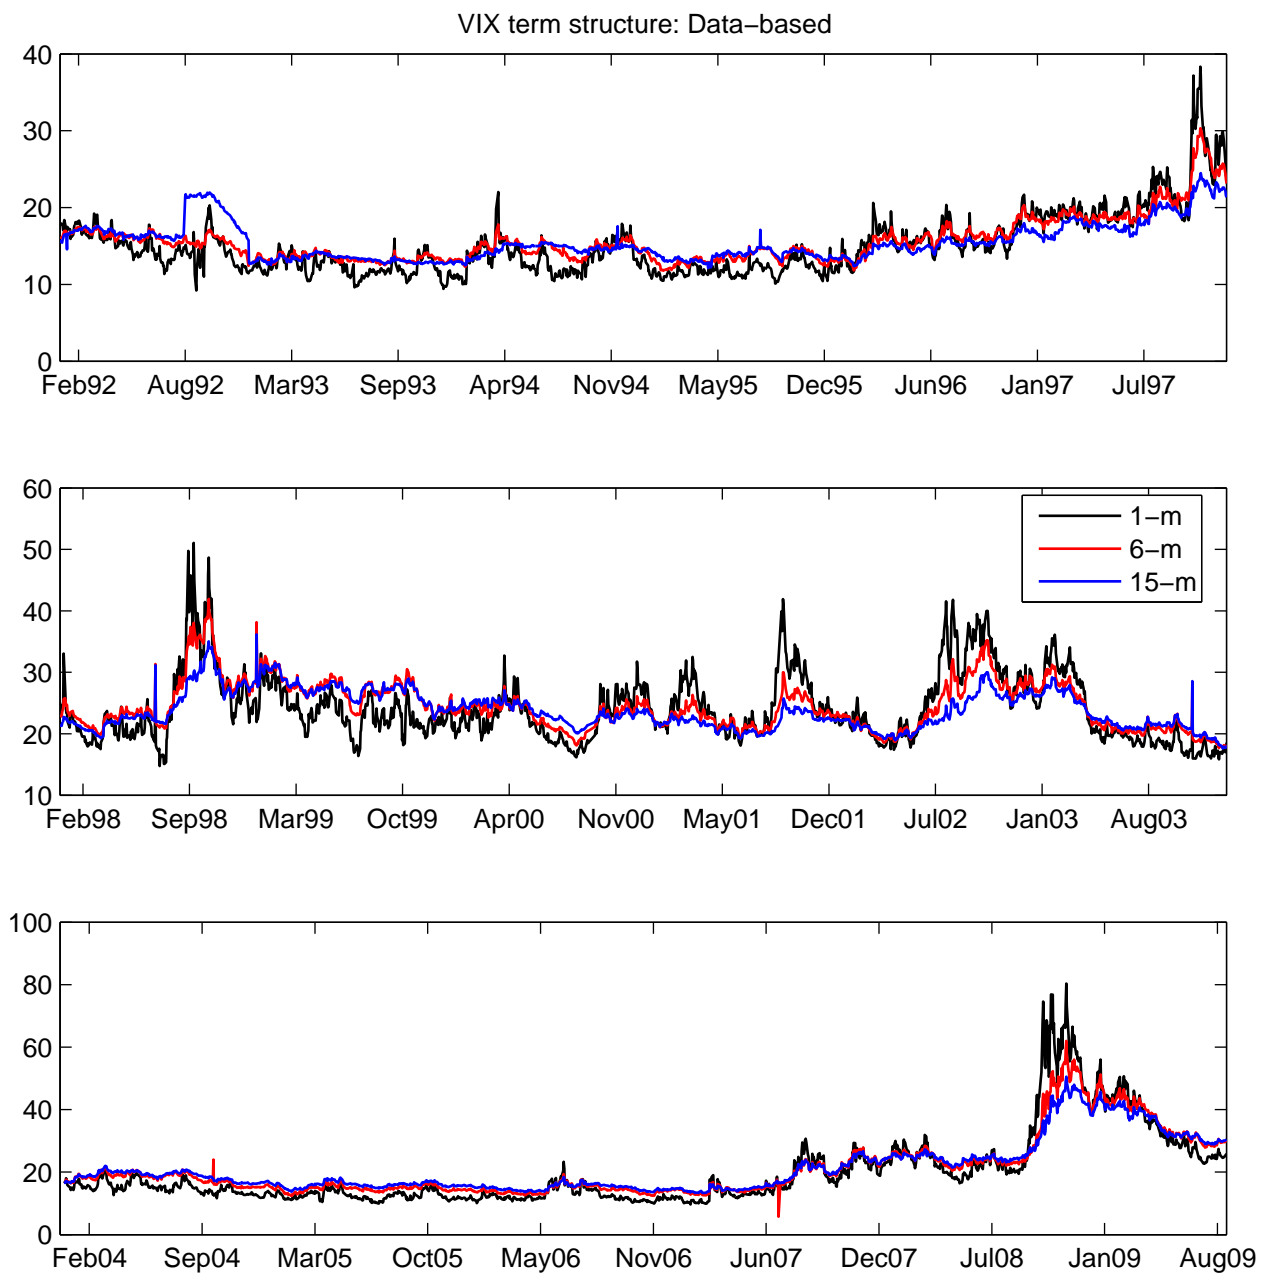 VIX term structure: Data−based
40
30
20
10
0
Feb92 Aug92 Mar93 Sep93 Apr94 Nov94 May95 Dec95 Jun96 Jan97 Jul97
60
50
40
30
20
10
1−m
6−m
15−m
Feb98 Sep98 Mar99 Oct99 Apr00 Nov00 May01 Dec01 Jul02 Jan03 Aug03
100
80
60
40
20
0
Feb04 Sep04 Mar05 Oct05 May06 Nov06 Jun07 Dec07 Jul08 Jan09 Aug09